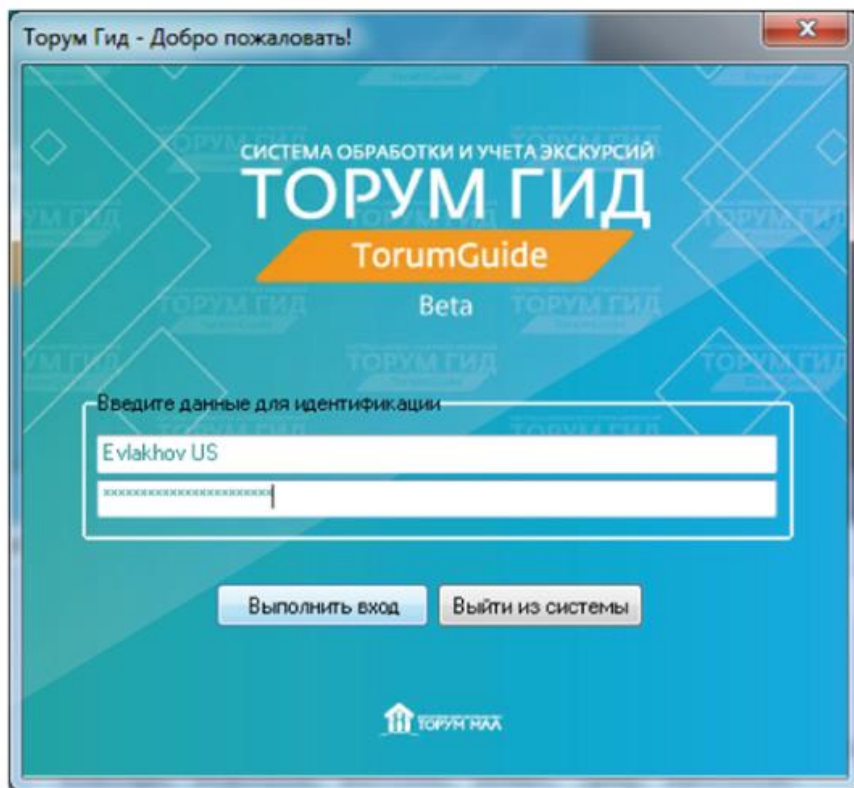 Торум Гид - Добро пожаловать!
СИСТЕМА ОБРАБОТКИ И УЧЕТА ЭКСКУРСИЙ
ТОРУМ ГИД
TorumGuide
Beta
Введите данные для идентификации
Evlakhov US
Выполнить вход
Выйти из системы
ТОРУМ МАА